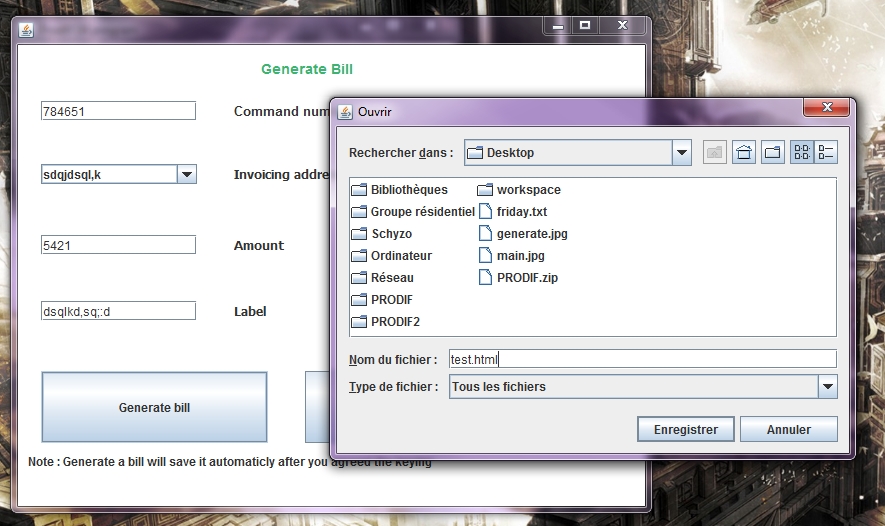 Generate Bill
784651
Command num
sdqjdsql,k
Invoicing addre
5421
Amount
dsqlkd,sq;:d
Label
Generate bill
Note : Generate a bill will save it automaticly after you agreed the keying
Ouvrir
Rechercher dans :
Desktop
Bibliothèques
Groupe résidentiel
Schyzo
Ordinateur
Réseau
PRODIF
PRODIF2
workspace
friday.txt
generate.jpg
main.jpg
PRODIF.zip
Nom du fichier :
test.html
Type de fichier :
Tous les fichiers
Enregistrer
Annuler